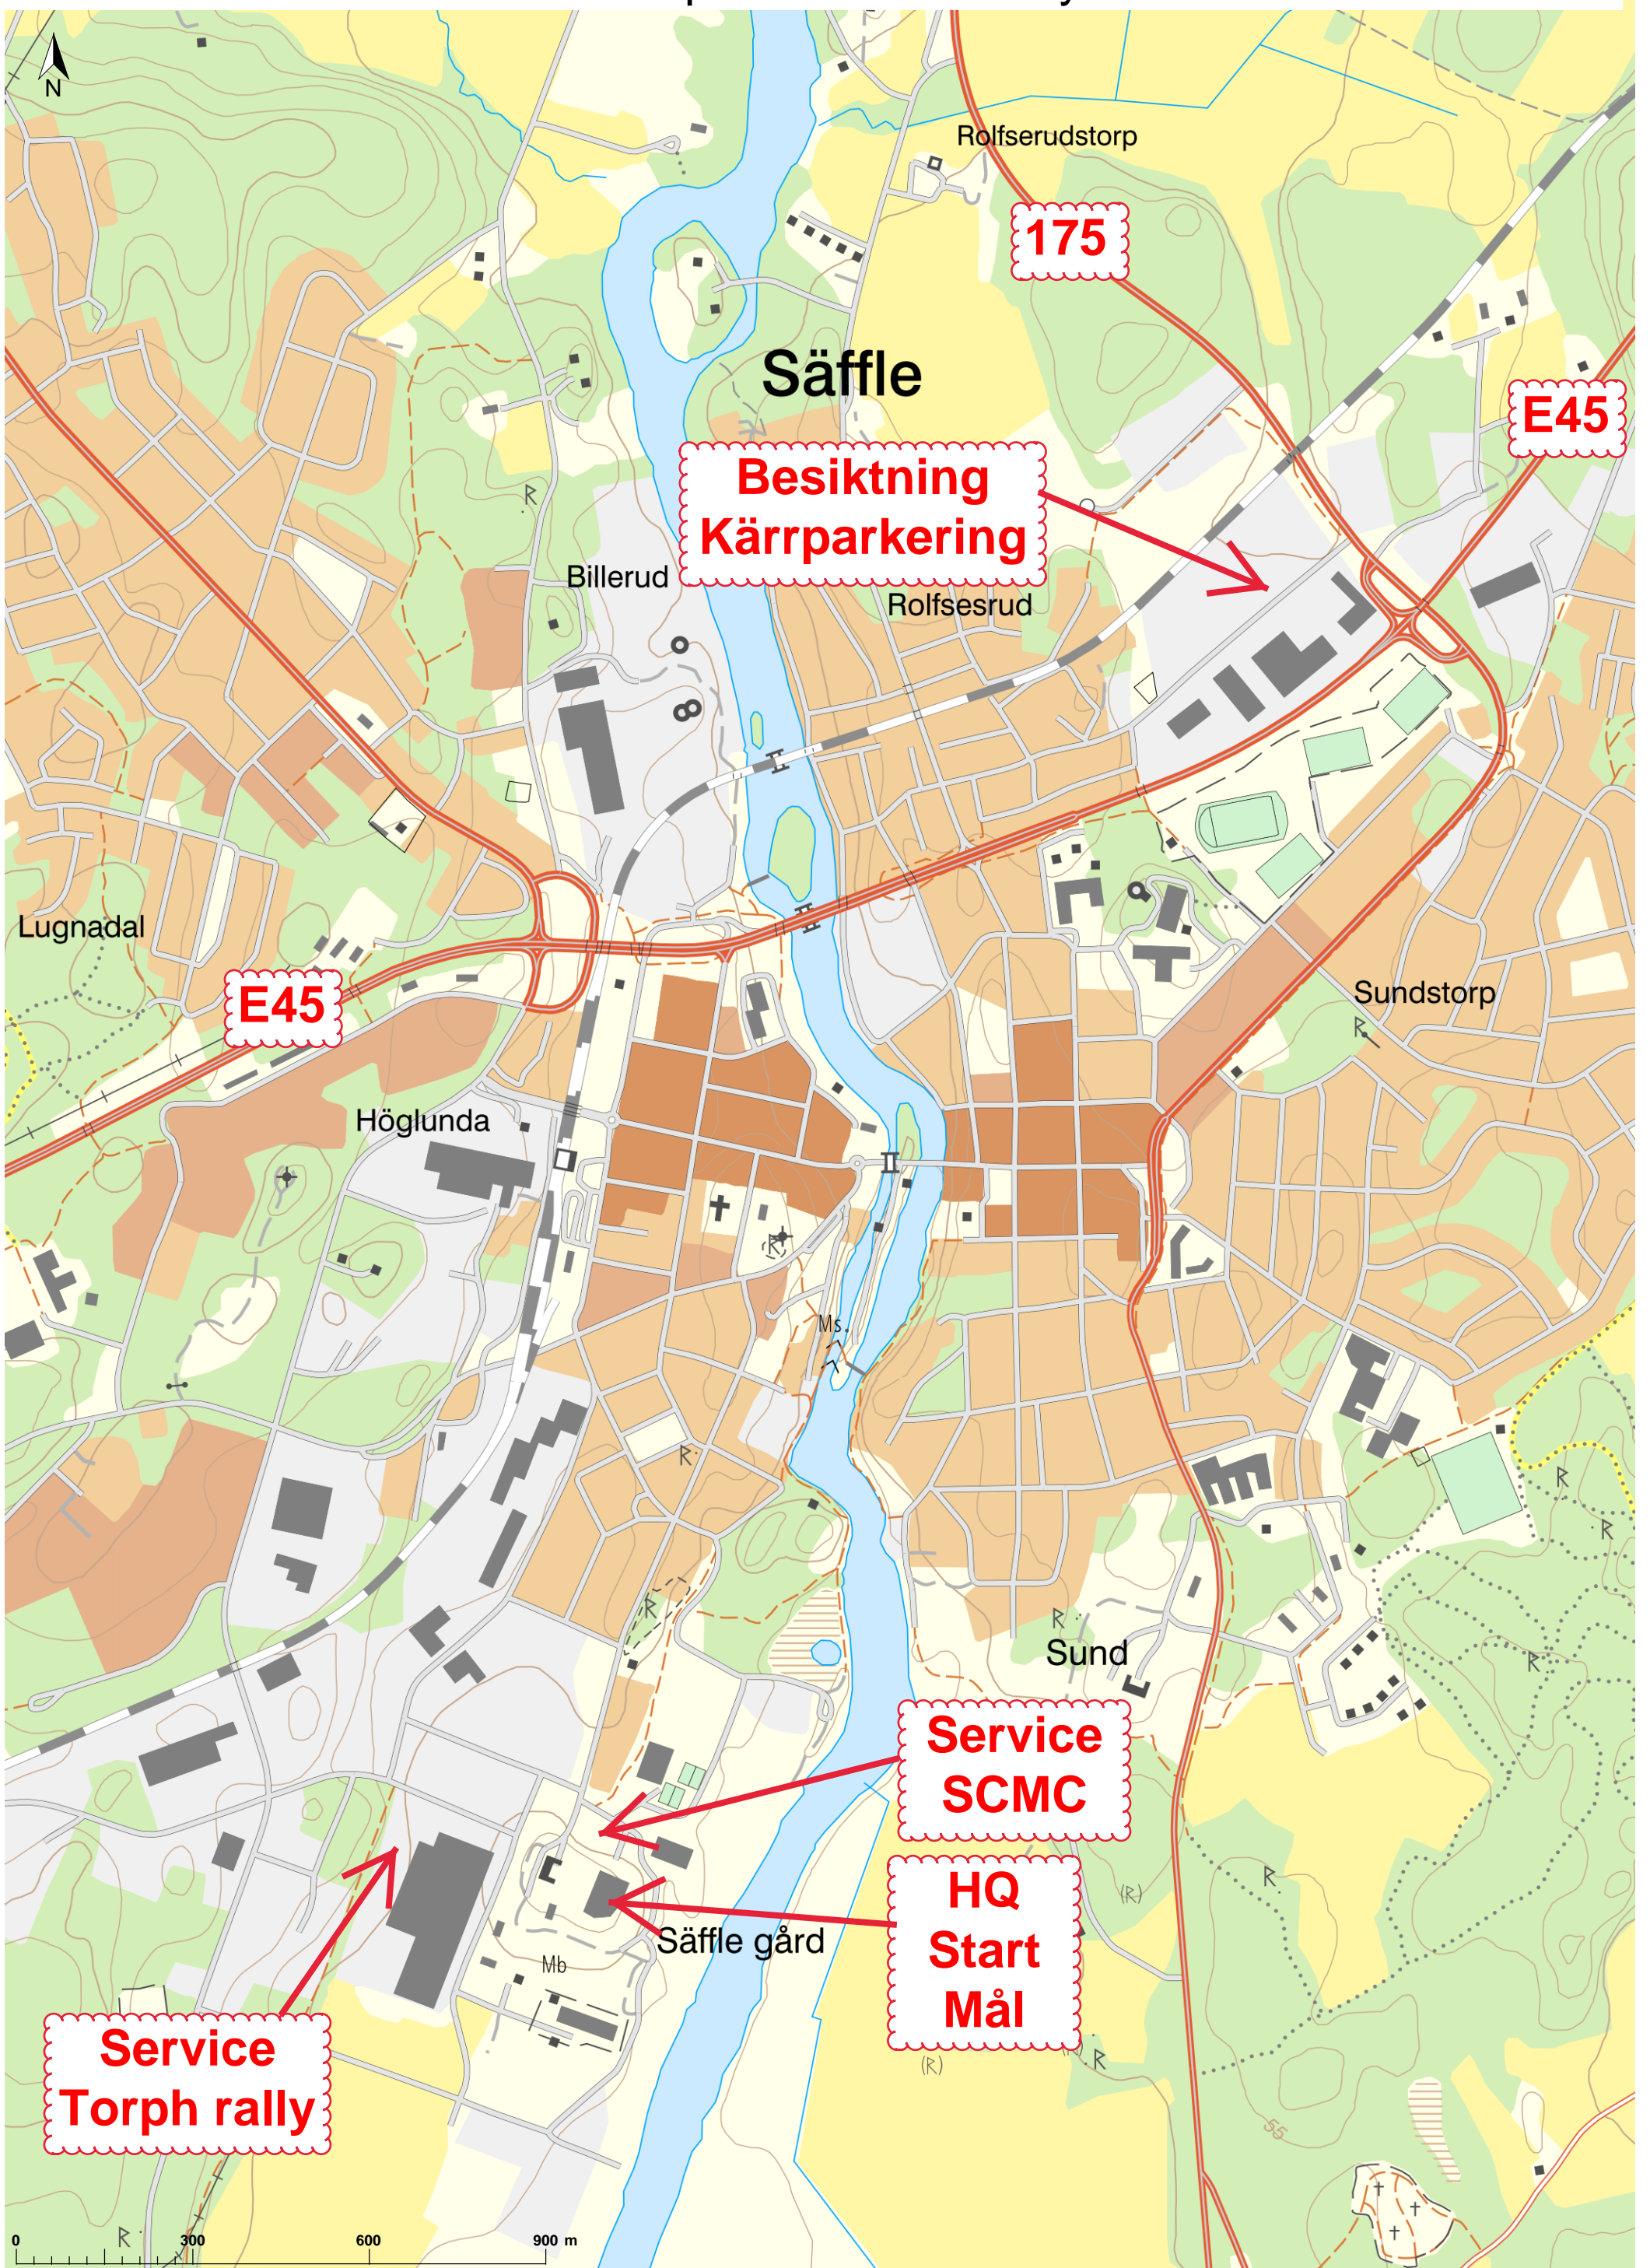 N
Rolfserudstorp
175
Säffle
E45
Besiktning
Kärrparkering
R
Billerud
Rolfsesrud
Lugnadal
E45
Sundstorp
R
Höglunda
R
Ms.
R
R
R
R
R
Sund
R
Service
SCMC
R
(R)
HQ
Start
Mål
Säffle gård
Mb
Service
Torph rally
R
(R)
55
R
0 300 600 900 m